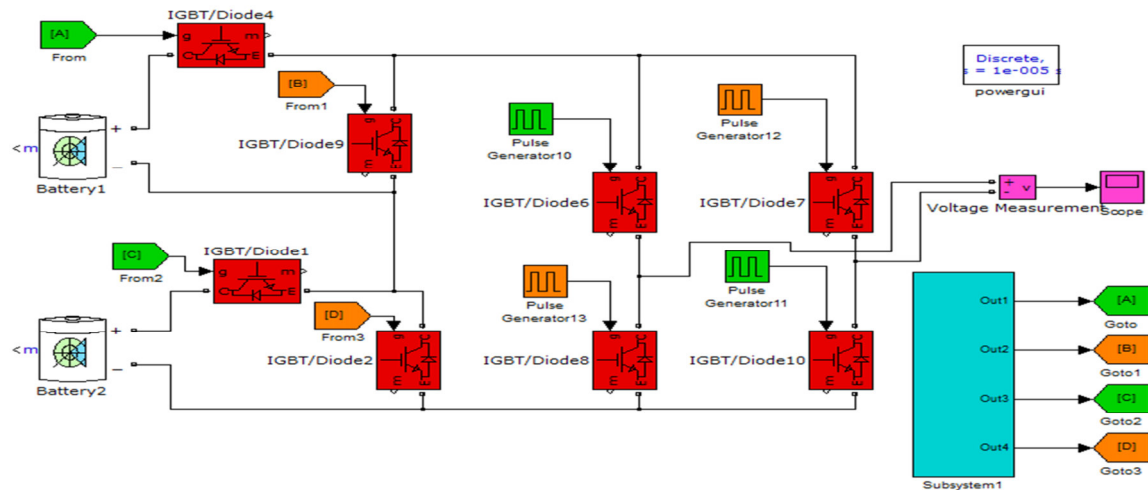 IGBT/Diode4
[A]
g
m
C
E
From
Discrete,
s = 1e-005 s
powergui
[B]
From1
g
C
m
E
IGBT/Diode9
Pulse
Generator10
Pulse
Generator12
+
<m
_
Battery1
g
C
m
E
IGBT/Diode6
g
C
m
E
IGBT/Diode7
+
-
v
Voltage Measurement
Scope
IGBT/Diode1
[C]
g
m
C
E
From2
Pulse
Generator13
Pulse
Generator11
[D]
From3
+
<m
_
Battery2
g
C
m
E
IGBT/Diode2
g
C
m
E
IGBT/Diode8
g
C
m
E
IGBT/Diode10
Out1
[A]
Goto
Out2
[B]
Goto1
Out3
[C]
Goto2
Out4
[D]
Goto3
Subsystem1